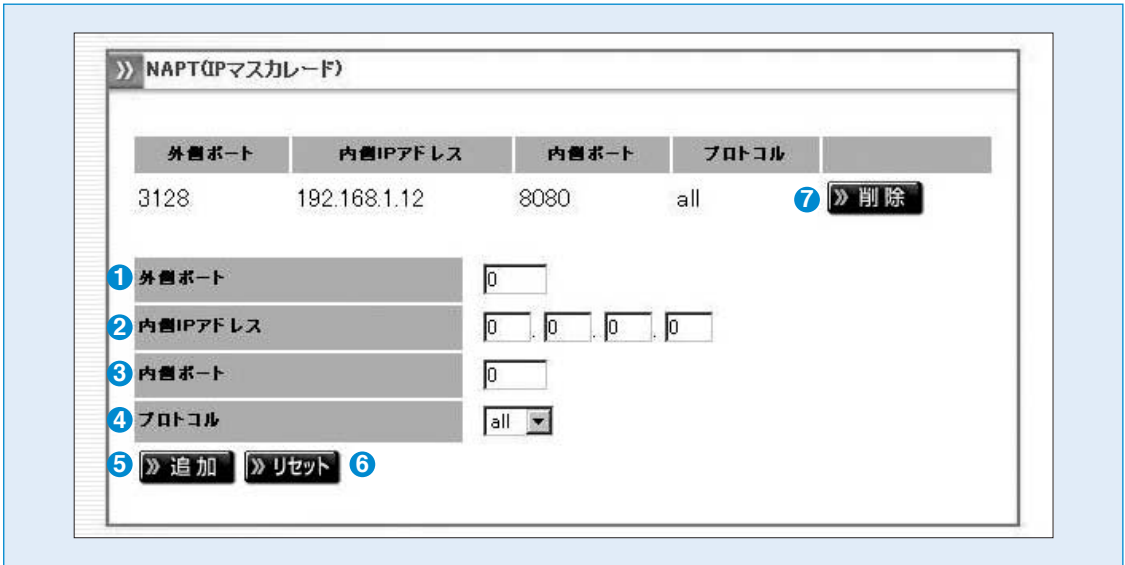 » NAPT(IPマスカレード)
外側ポート 内側IPアドレス 内側ポート プロトコル
3128 192.168.1.12 8080 all 7 » 削除
1 外側ポート 0
2 内側IPアドレス 0 . 0 . 0 . 0
3 内側ポート 0
4 プロトコル all
5 » 追加 » リセット 6